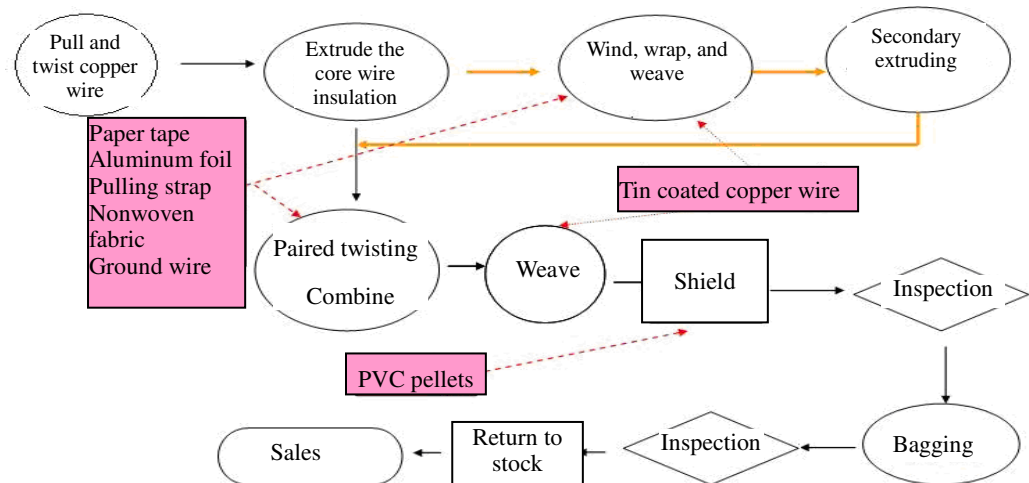 Pull and
twist copper
wire
Extrude the
core wire
insulation
Wind, wrap, and
weave
Secondary
extruding
Paper tape
Aluminum foil
Pulling strap
Nonwoven
fabric
Ground wire
Tin coated copper wire
Paired twisting
Combine
Weave
Shield
Inspection
PVC pellets
Sales
Return to
stock
Inspection
Bagging